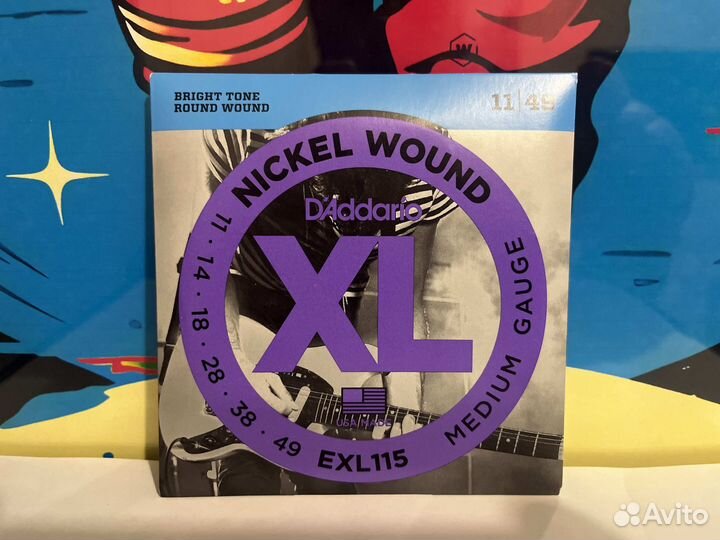 BRIGHT TONE
ROUND WOUND
11|49
NICKEL WOUND
D'Addario
XL
USA MADE
11 · 14 · 18 · 28 · 38 · 49
EXL115
MEDIUM GAUGE
W
Avito